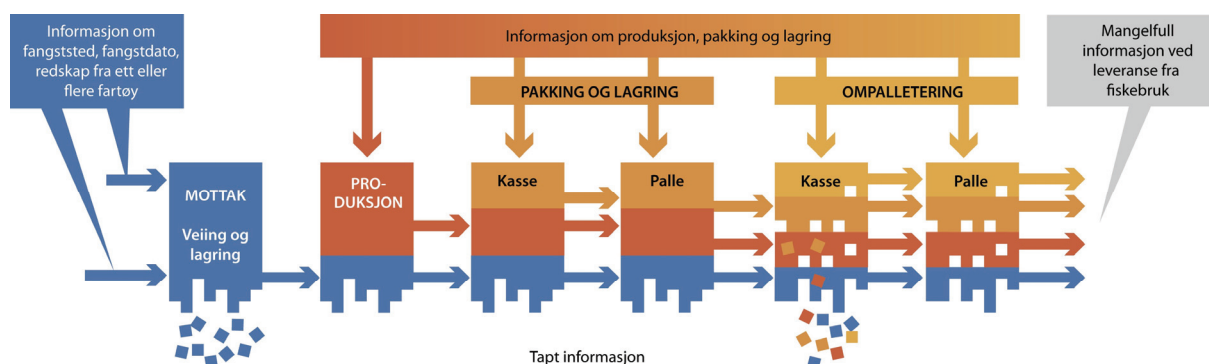 Informasjon om
fangststed, fangstdato,
redskap fra ett eller
flere fartøy
Informasjon om produksjon, pakking og lagring
Mangelfull
informasjon ved
leveranse fra
fiskebruk
PAKKING OG LAGRING
OMPALLETERING
MOTTAK
Veiing og
lagring
PRO-
DUKSJON
Kasse
Palle
Kasse
Palle
Tapt informasjon